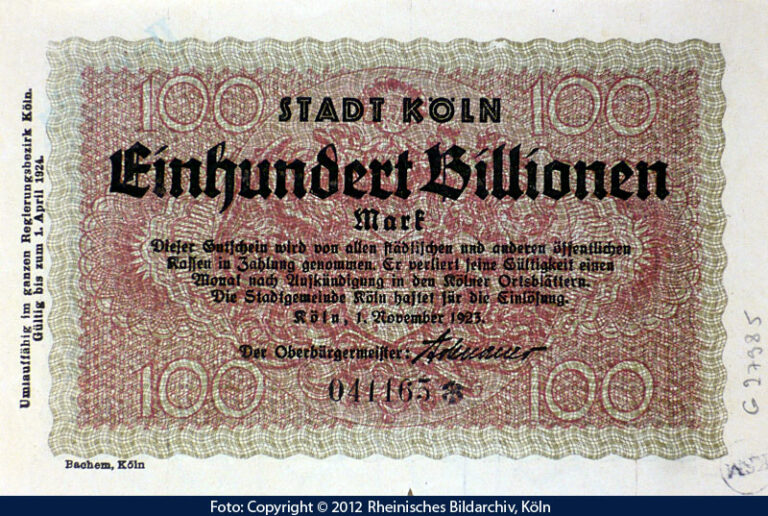 Umlauffähig im ganzen Regierungsbezirk Köln.
Gültig bis zum 1. April 1924.
100 100
STADT KÖLN
Einhundert Billionen
Mark
Dieser Gutschein wird von allen städtischen und anderen öffentlichen
Kassen in Zahlung genommen. Er verliert seine Gültigkeit einen
Monat nach Aufkündigung in den Kölner Ortsblättern.
Die Stadtgemeinde Köln haftet für die Einlösung.
Köln, 1. November 1923.
Der Oberbürgermeister: Adenauer
100 041165 100
Bachem, Köln
G 27985
Foto: Copyright © 2012 Rheinisches Bildarchiv, Köln